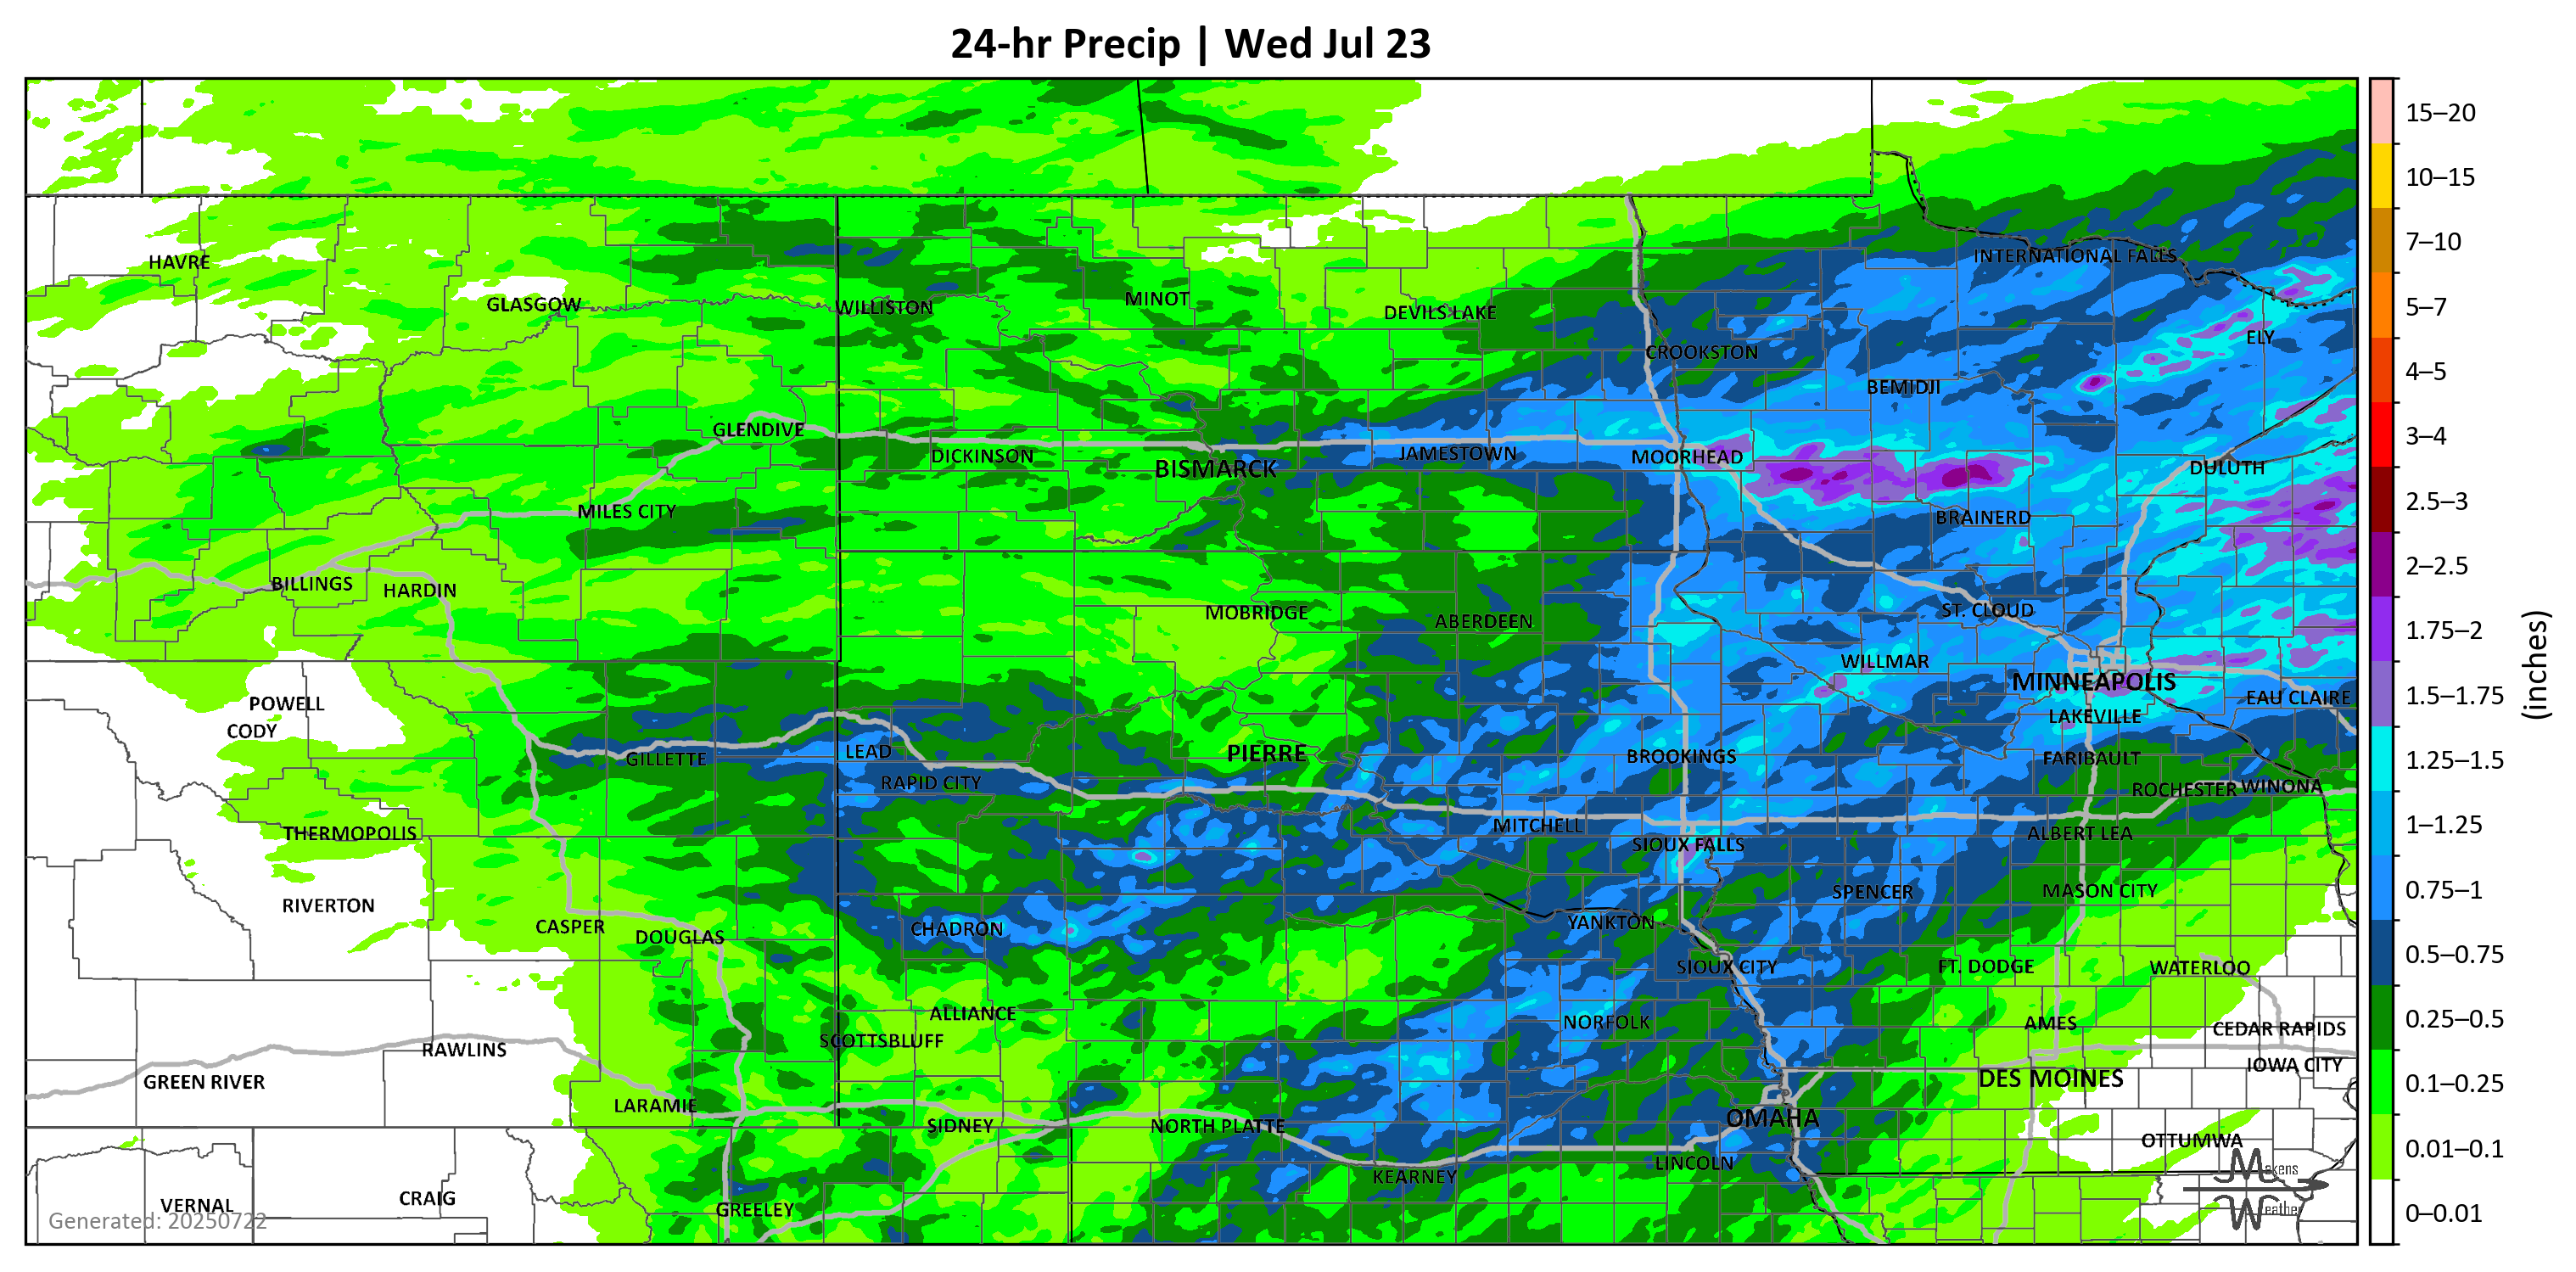 24-hr Precip | Wed Jul 23
15–20
10–15
7–10
5–7
4–5
3–4
2.5–3
2–2.5
1.75–2
1.5–1.75
1.25–1.5
1–1.25
0.75–1
0.5–0.75
0.25–0.5
0.1–0.25
0.01–0.1
0–0.01
(inches)
INTERNATIONAL FALLS
HAVRE
GLASGOW
WILLISTON
MINOT
DEVILS LAKE
ELY
CROOKSTON
BEMIDJI
GLENDIVE
DICKINSON
BISMARCK
JAMESTOWN
MOORHEAD
DULUTH
MILES CITY
BRAINERD
BILLINGS
HARDIN
MOBRIDGE
ABERDEEN
ST. CLOUD
WILLMAR
MINNEAPOLIS
EAU CLAIRE
POWELL
CODY
LAKEVILLE
GILLETTE
LEAD
PIERRE
BROOKINGS
FARIBAULT
RAPID CITY
ROCHESTER
WINONA
THERMOPOLIS
MITCHELL
SIOUX FALLS
ALBERT LEA
RIVERTON
SPENCER
MASON CITY
CASPER
DOUGLAS
CHADRON
YANKTON
SIOUX CITY
FT. DODGE
WATERLOO
ALLIANCE
NORFOLK
AMES
CEDAR RAPIDS
SCOTTSBLUFF
RAWLINS
IOWA CITY
GREEN RIVER
DES MOINES
LARAMIE
SIDNEY
NORTH PLATTE
OMAHA
OTTUMWA
LINCOLN
KEARNEY
VERNAL
CRAIG
GREELEY
Makens
Weather
Generated: 20250722